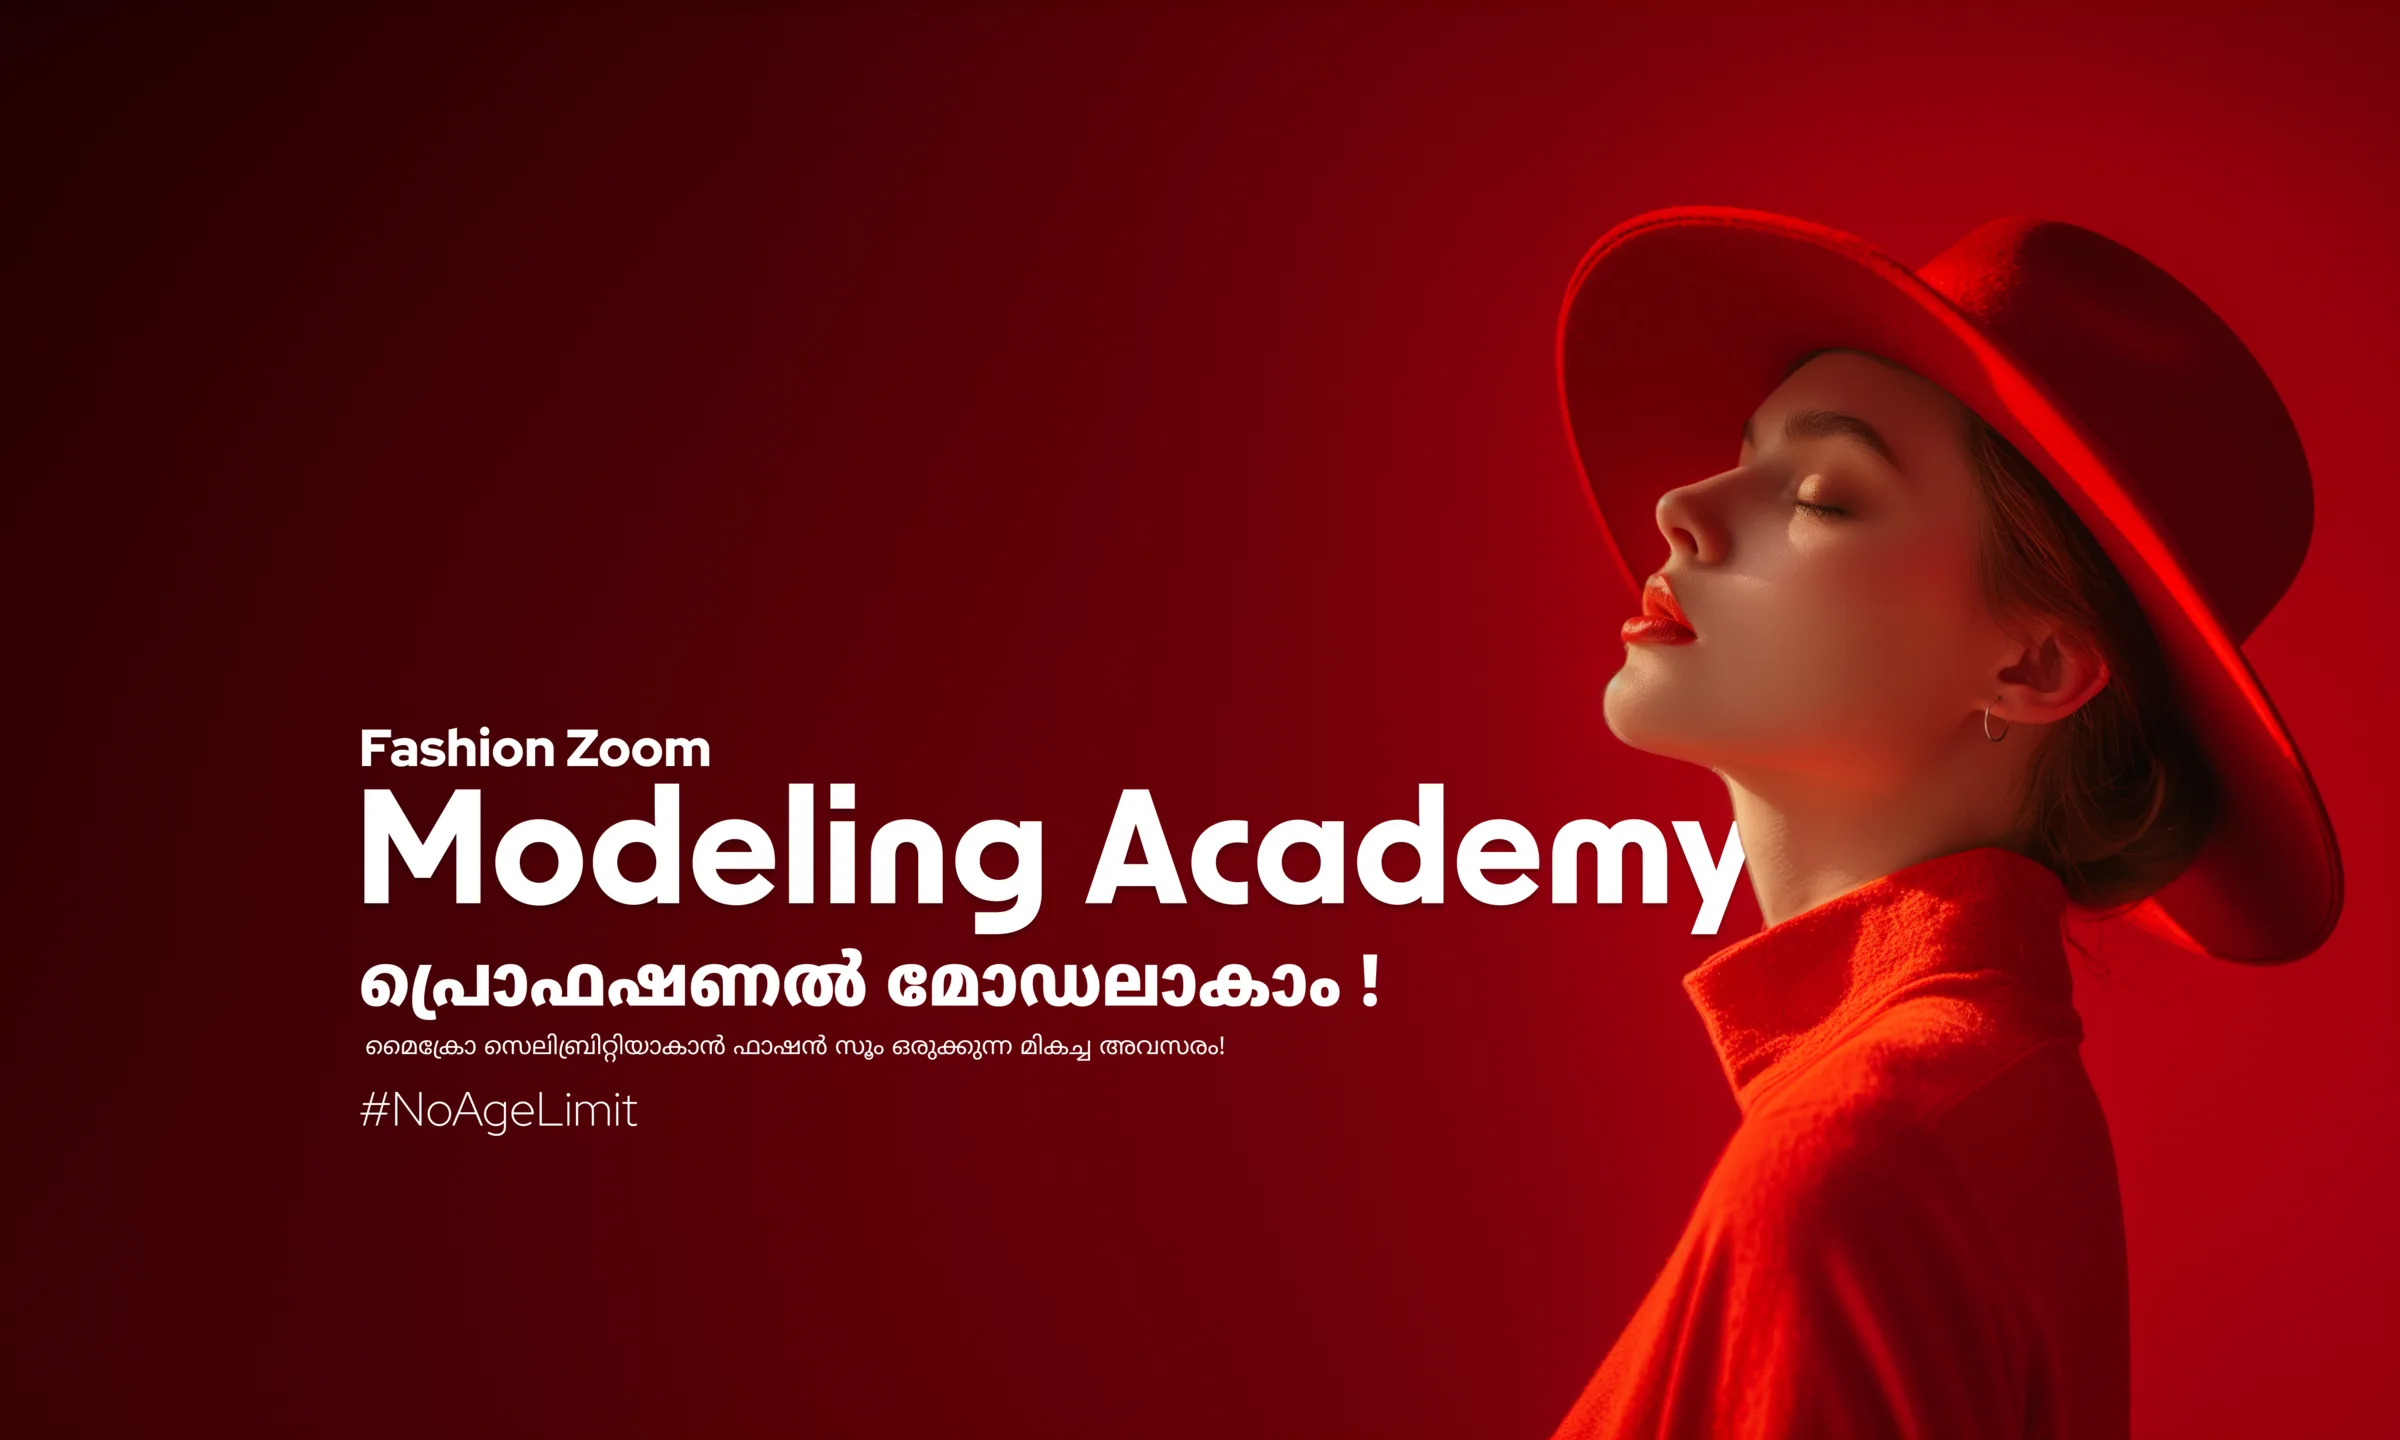 Fashion Zoom
Modeling Academy
പ്രൊഫഷണൽ മോഡലാകാം !
മൈക്രോ സെലിബ്രിറ്റിയാകാൻ ഫാഷൻ സൂം ഒരുക്കുന്ന മികച്ച അവസരം!
#NoAgeLimit